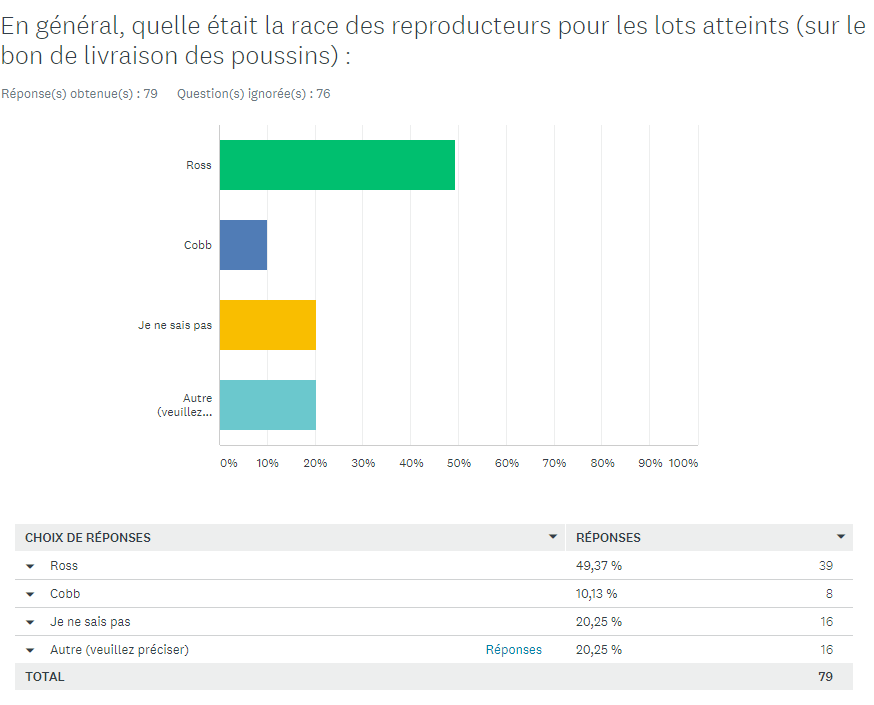 En général, quelle était la race des reproducteurs pour les lots atteints (sur le
bon de livraison des poussins) :
Réponse(s) obtenue(s) : 79 Question(s) ignorée(s) : 76
Ross
Cobb
Je ne sais pas
Autre
(veuillez...
0% 10% 20% 30% 40% 50% 60% 70% 80% 90% 100%
CHOIX DE RÉPONSES RÉPONSES
Ross 49,37 % 39
Cobb 10,13 % 8
Je ne sais pas 20,25 % 16
Autre (veuillez préciser) Réponses 20,25 % 16
TOTAL 79